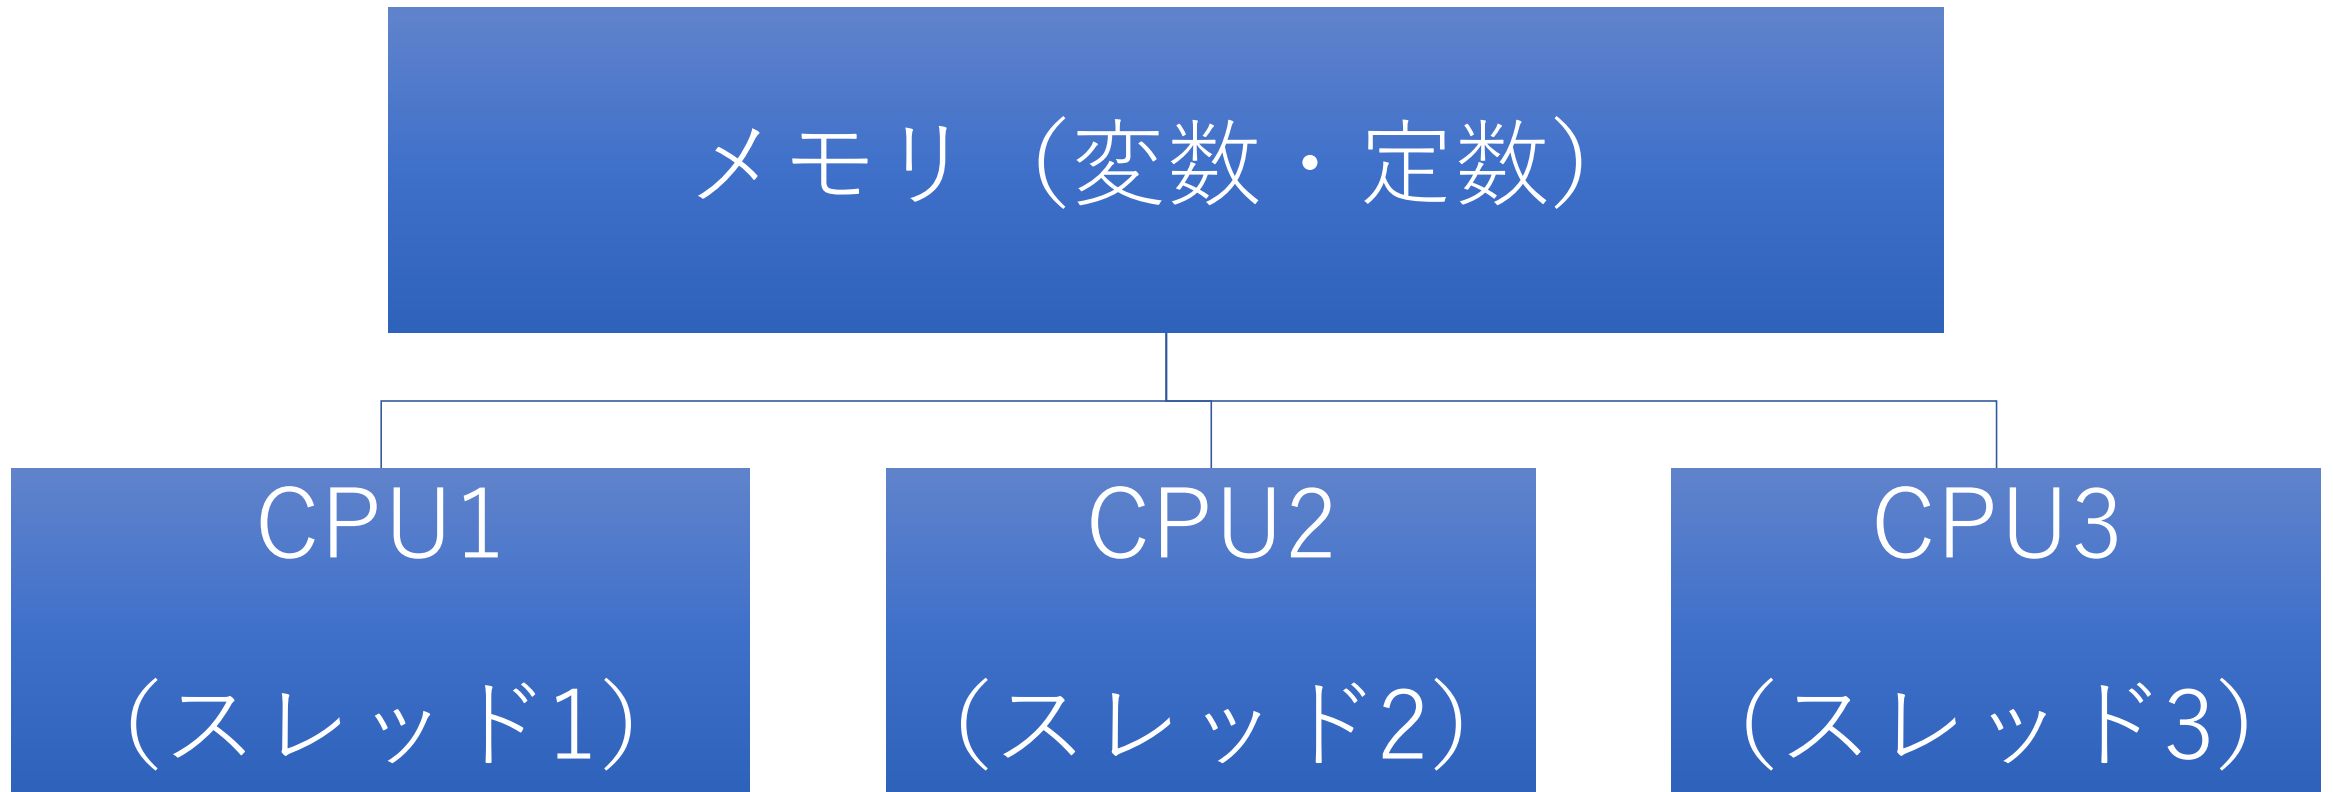 メモリ（変数・定数）
CPU1
（スレッド1）
CPU2
（スレッド2）
CPU3
（スレッド3）